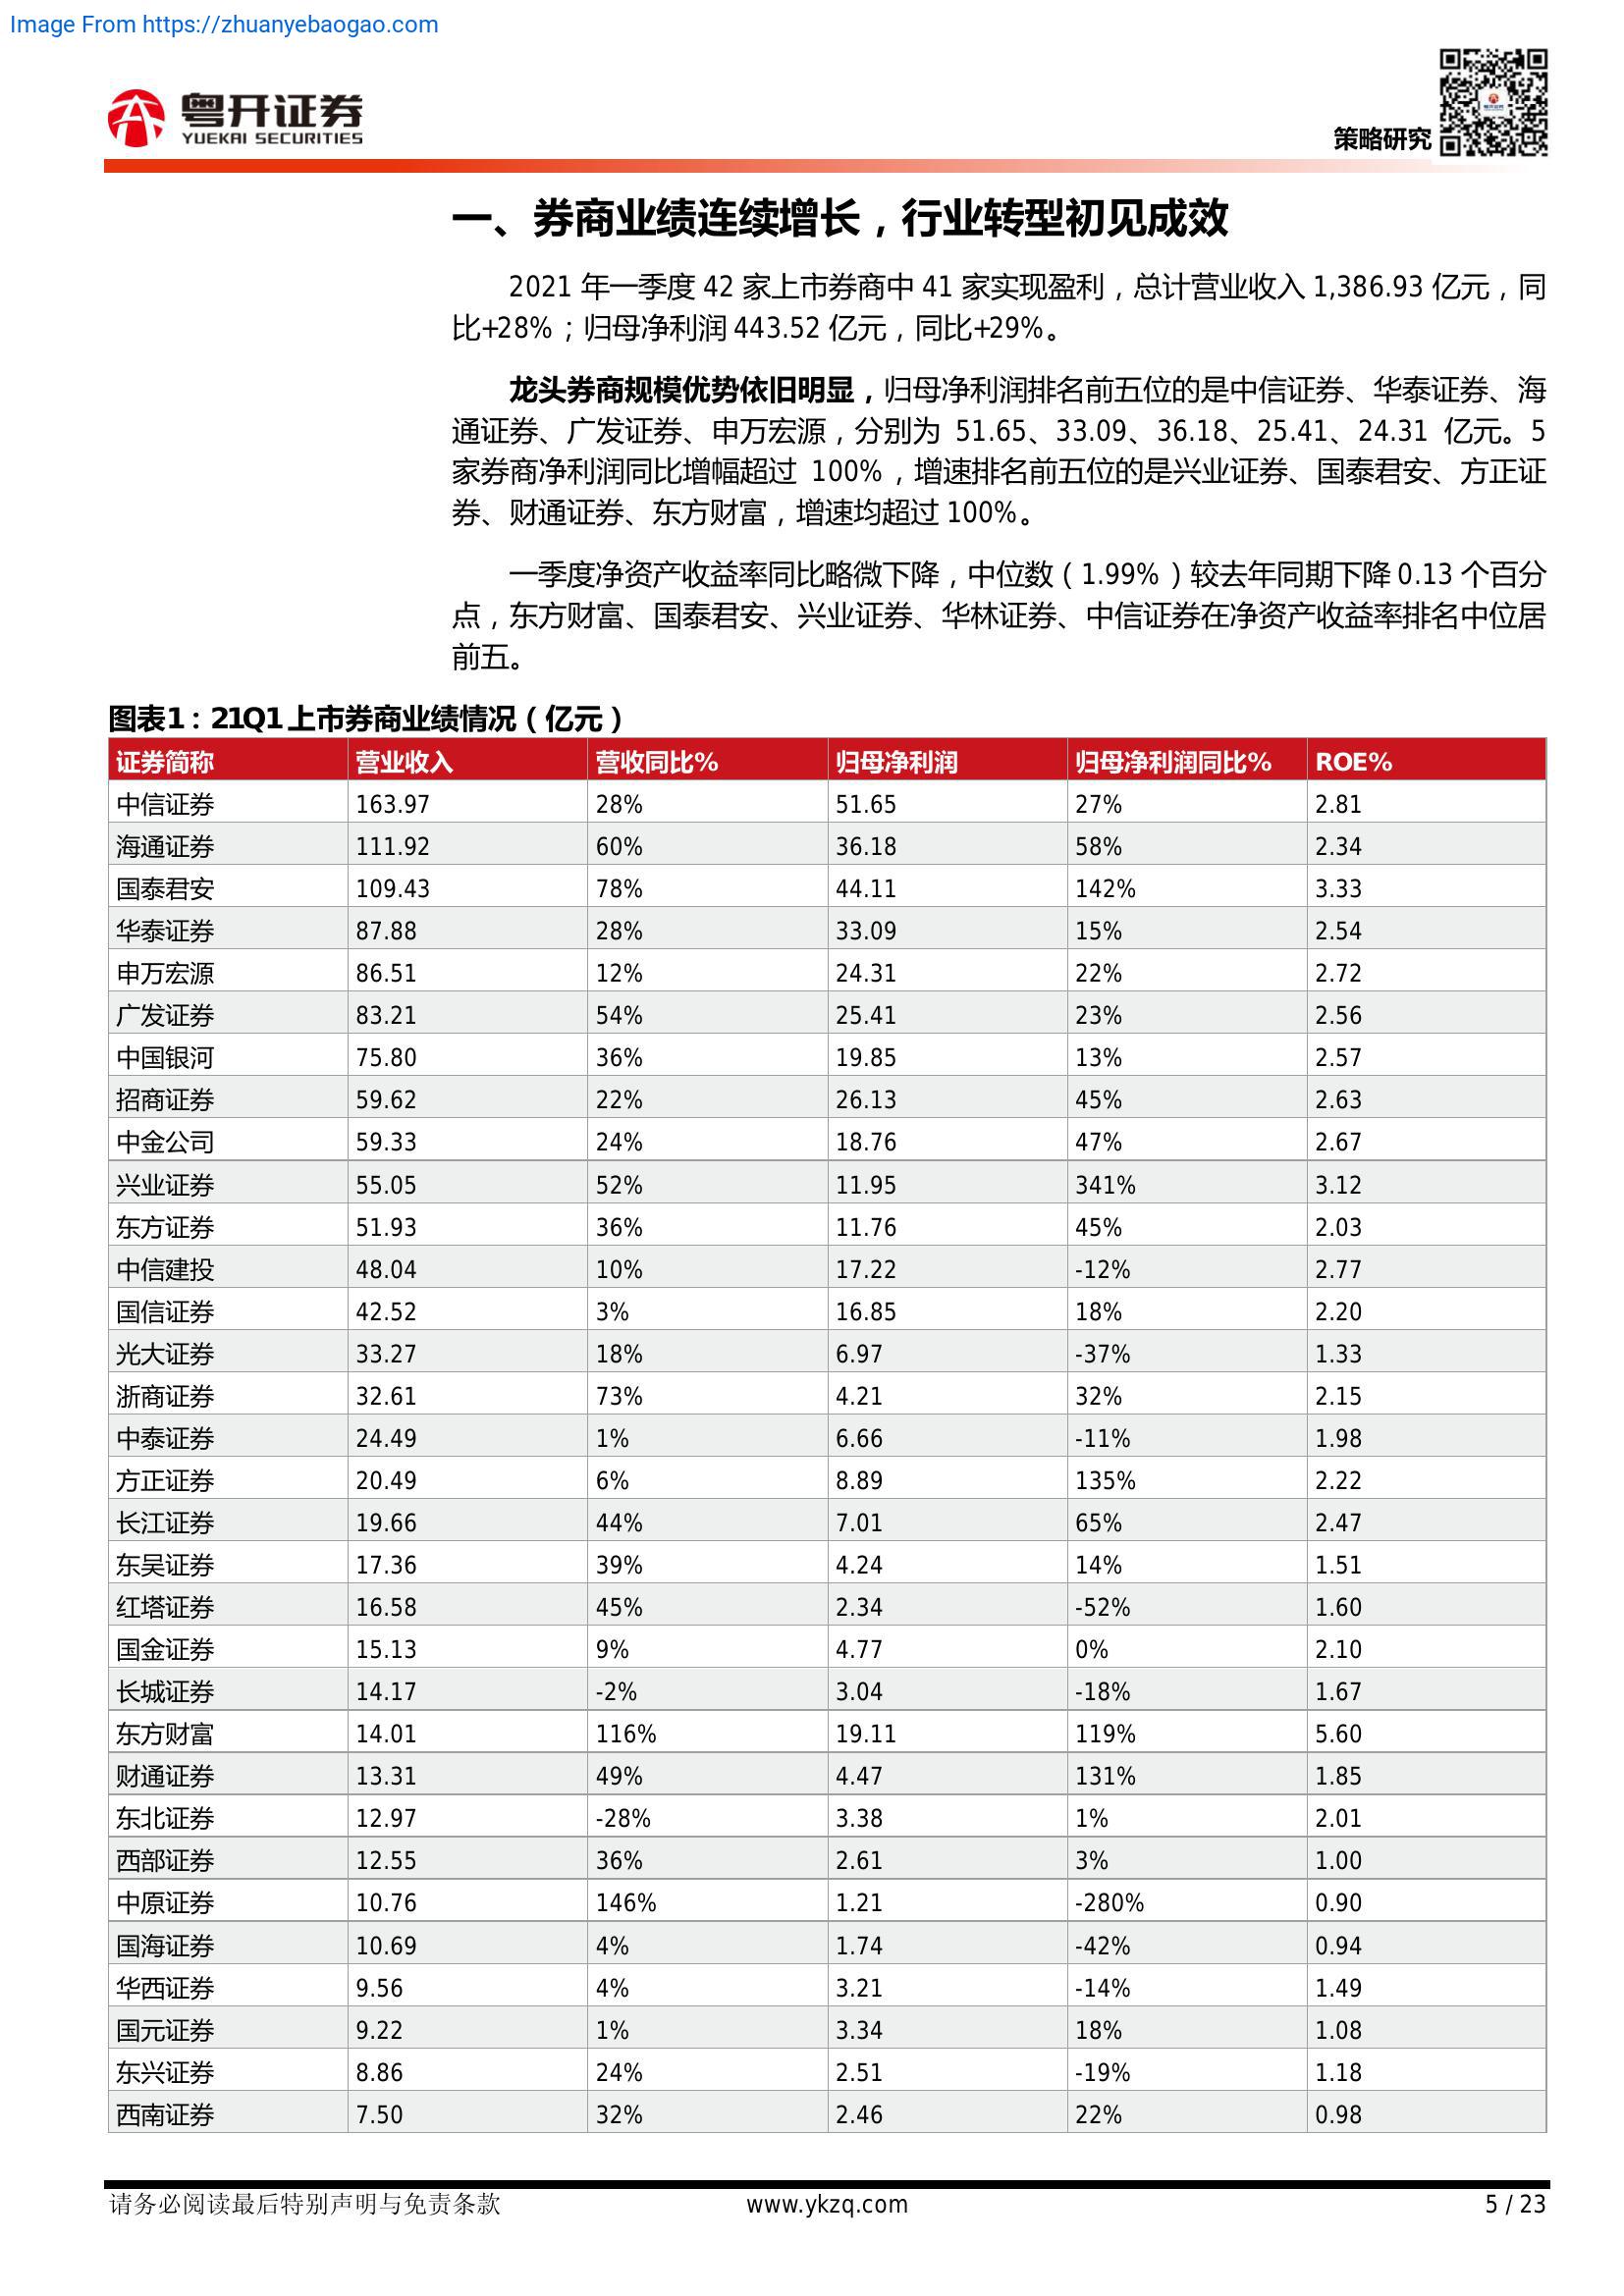 Image From https://zhuanyebaogao.com
粤开证券
YUEKAI SECURITIES
策略研究
一、券商业绩连续增长，行业转型初见成效
2021 年一季度 42 家上市券商中 41 家实现盈利，总计营业收入 1,386.93 亿元，同
比+28%；归母净利润 443.52 亿元，同比+29%。
龙头券商规模优势依旧明显，归母净利润排名前五位的是中信证券、华泰证券、海
通证券、广发证券、申万宏源，分别为 51.65、33.09、36.18、25.41、24.31 亿元。5
家券商净利润同比增幅超过 100%，增速排名前五位的是兴业证券、国泰君安、方正证
券、财通证券、东方财富，增速均超过 100%。
一季度净资产收益率同比略微下降，中位数（1.99%）较去年同期下降 0.13 个百分
点，东方财富、国泰君安、兴业证券、华林证券、中信证券在净资产收益率排名中位居
前五。
图表1：21Q1 上市券商业绩情况（亿元）
证券简称 营业收入 营收同比% 归母净利润 归母净利润同比% ROE%
中信证券 163.97 28% 51.65 27% 2.81
海通证券 111.92 60% 36.18 58% 2.34
国泰君安 109.43 78% 44.11 142% 3.33
华泰证券 87.88 28% 33.09 15% 2.54
申万宏源 86.51 12% 24.31 22% 2.72
广发证券 83.21 54% 25.41 23% 2.56
中国银河 75.80 36% 19.85 13% 2.57
招商证券 59.62 22% 26.13 45% 2.63
中金公司 59.33 24% 18.76 47% 2.67
兴业证券 55.05 52% 11.95 341% 3.12
东方证券 51.93 36% 11.76 45% 2.03
中信建投 48.04 10% 17.22 -12% 2.77
国信证券 42.52 3% 16.85 18% 2.20
光大证券 33.27 18% 6.97 -37% 1.33
浙商证券 32.61 73% 4.21 32% 2.15
中泰证券 24.49 1% 6.66 -11% 1.98
方正证券 20.49 6% 8.89 135% 2.22
长江证券 19.66 44% 7.01 65% 2.47
东吴证券 17.36 39% 4.24 14% 1.51
红塔证券 16.58 45% 2.34 -52% 1.60
国金证券 15.13 9% 4.77 0% 2.10
长城证券 14.17 -2% 3.04 -18% 1.67
东方财富 14.01 116% 19.11 119% 5.60
财通证券 13.31 49% 4.47 131% 1.85
东北证券 12.97 -28% 3.38 1% 2.01
西部证券 12.55 36% 2.61 3% 1.00
中原证券 10.76 146% 1.21 -280% 0.90
国海证券 10.69 4% 1.74 -42% 0.94
华西证券 9.56 4% 3.21 -14% 1.49
国元证券 9.22 1% 3.34 18% 1.08
东兴证券 8.86 24% 2.51 -19% 1.18
西南证券 7.50 32% 2.46 22% 0.98
请务必阅读最后特别声明与免责条款 www.ykzq.com 5 / 23